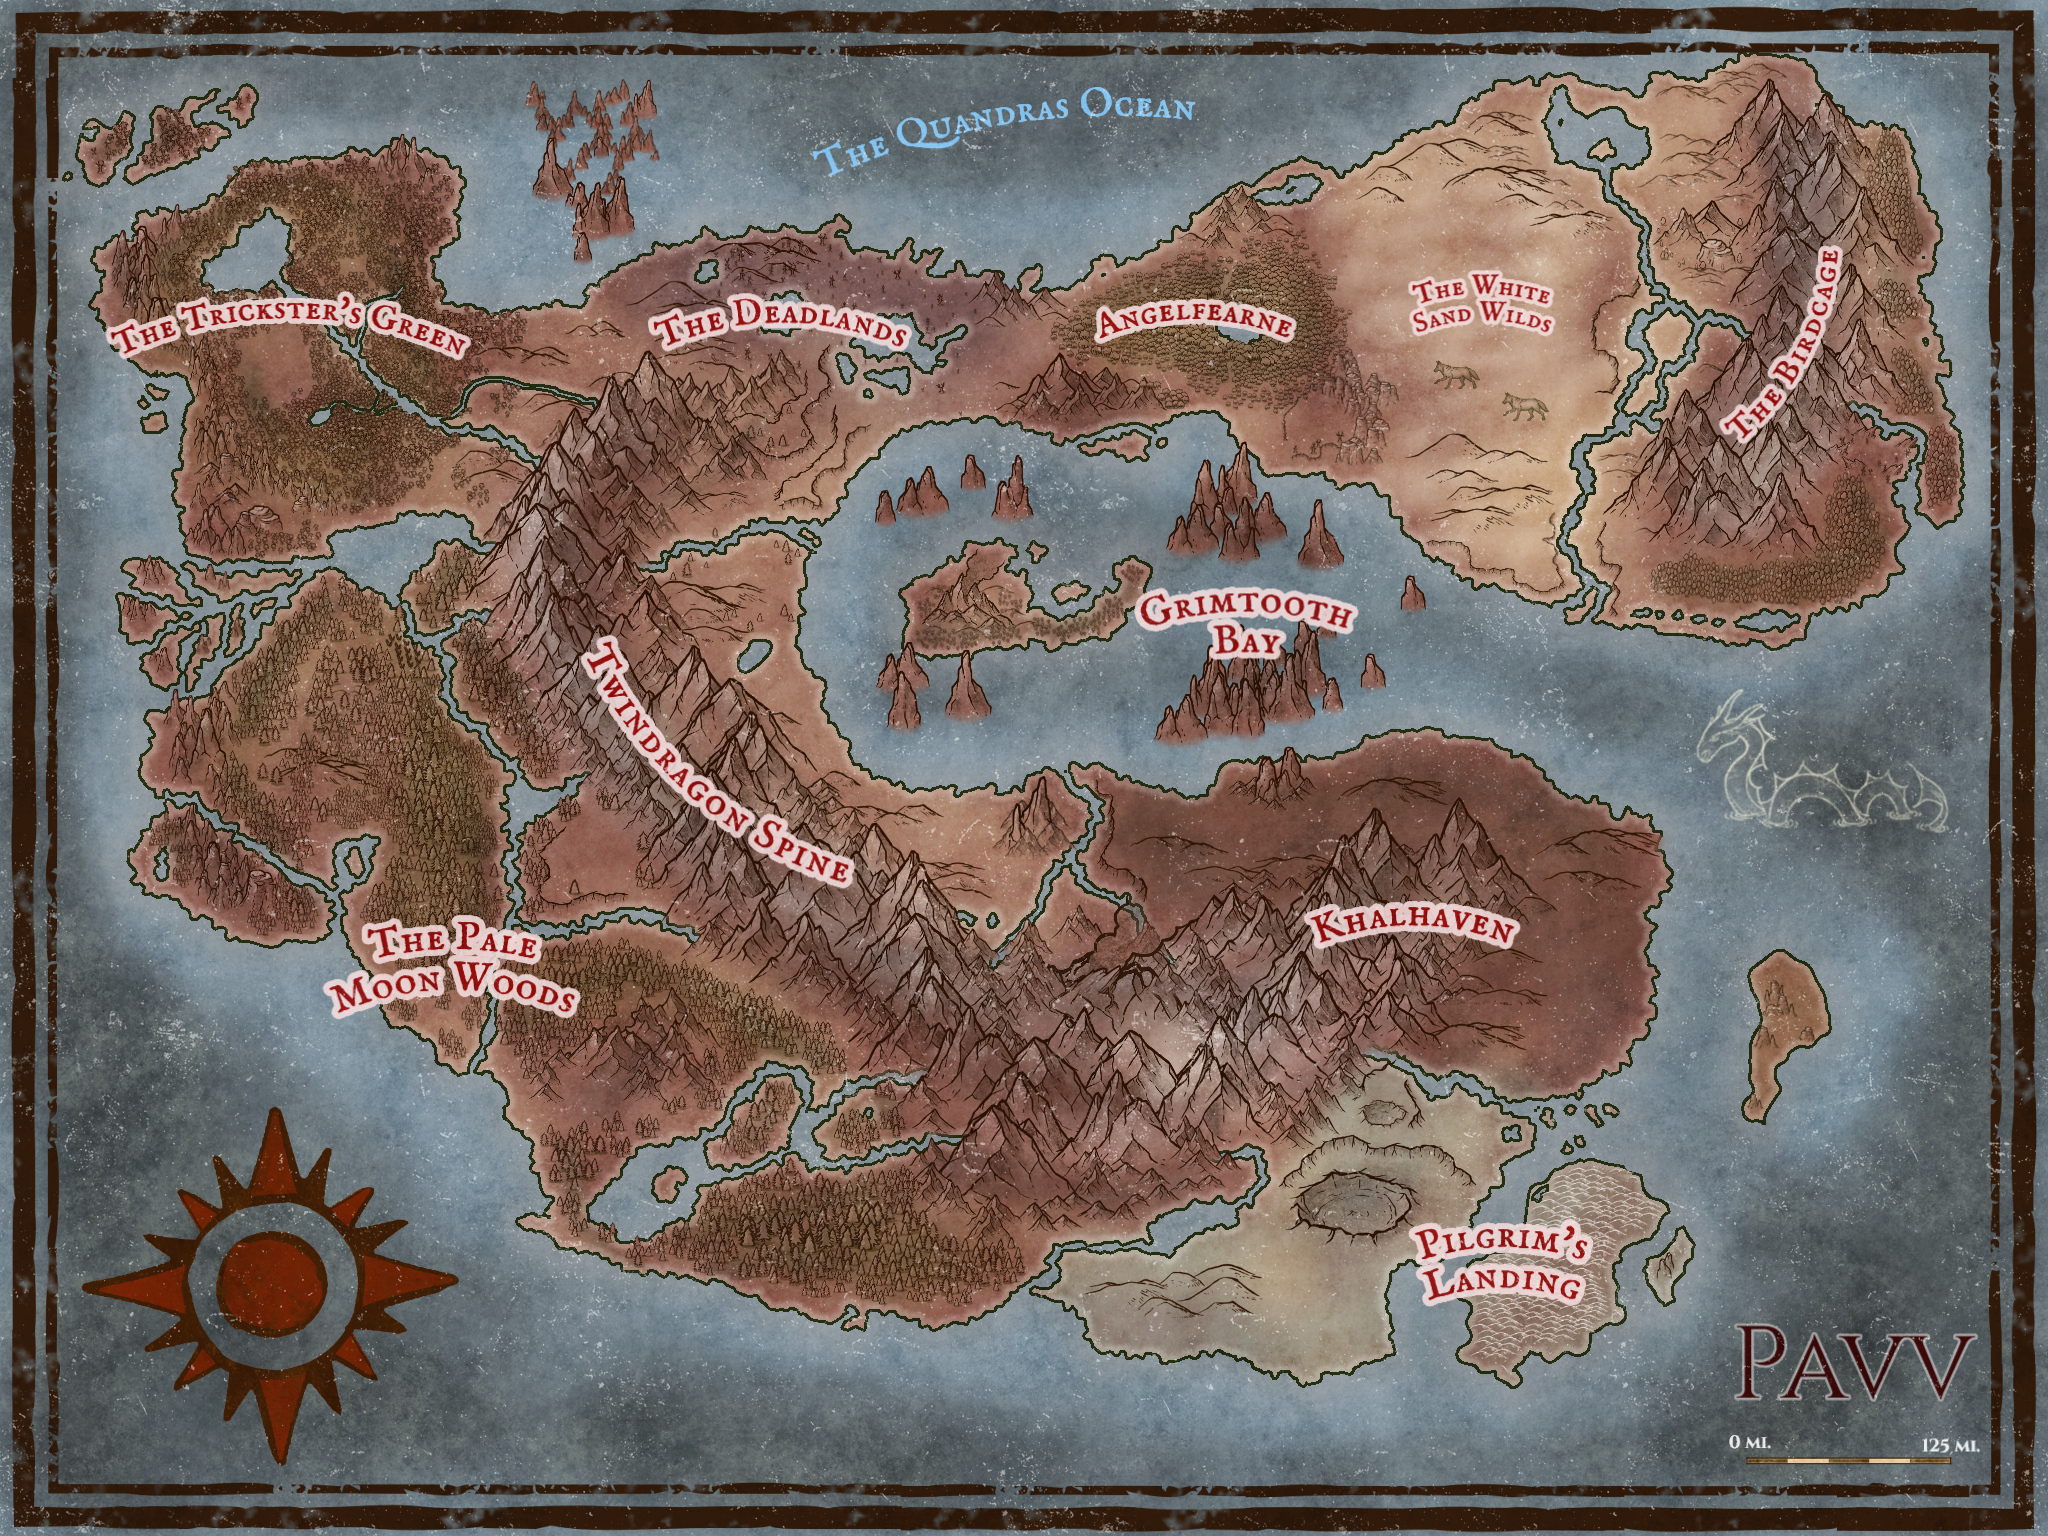 The Quandras Ocean
The Trickster's Green
The Deadlands
Angelfearne
The White
Sand Wilds
The Birdcage
Grimtooth
Bay
Twindragon Spine
Khalhaven
The Pale
Moon Woods
Pilgrim's
Landing
Pavv
0 mi.
125 mi.